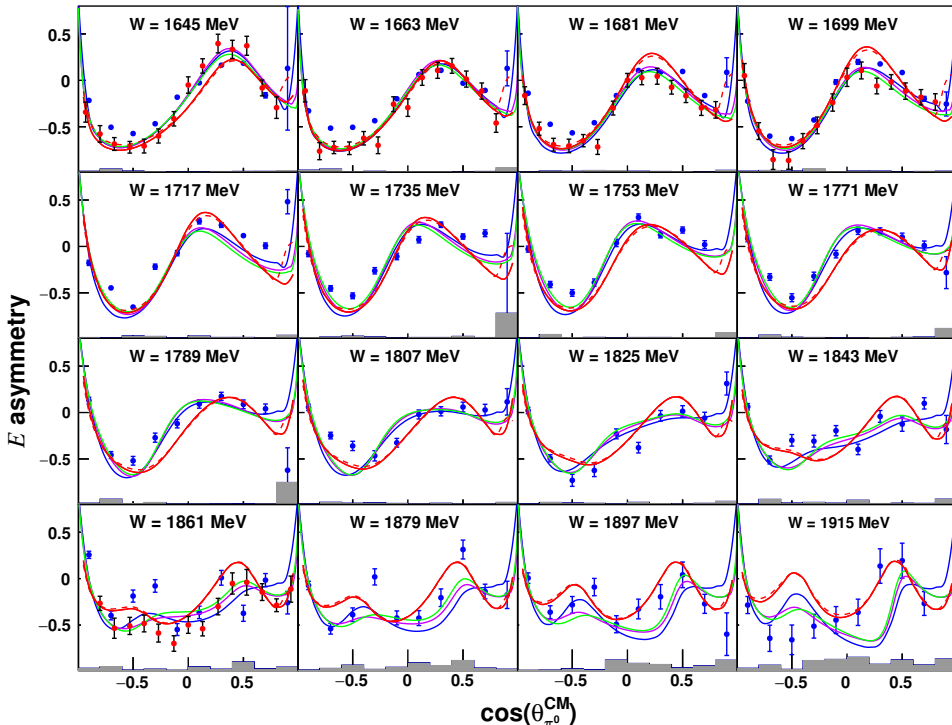 W = 1645 MeV W = 1663 MeV W = 1681 MeV W = 1699 MeV
0.5
0
−0.5
W = 1717 MeV W = 1735 MeV W = 1753 MeV W = 1771 MeV
0.5
0
−0.5
W = 1789 MeV W = 1807 MeV W = 1825 MeV W = 1843 MeV
0.5
0
−0.5
W = 1861 MeV W = 1879 MeV W = 1897 MeV W = 1915 MeV
0.5
0
−0.5
E asymmetry
−0.5 0 0.5 −0.5 0 0.5 −0.5 0 0.5 −0.5 0 0.5
cos(θ_{π⁰}^{CM})